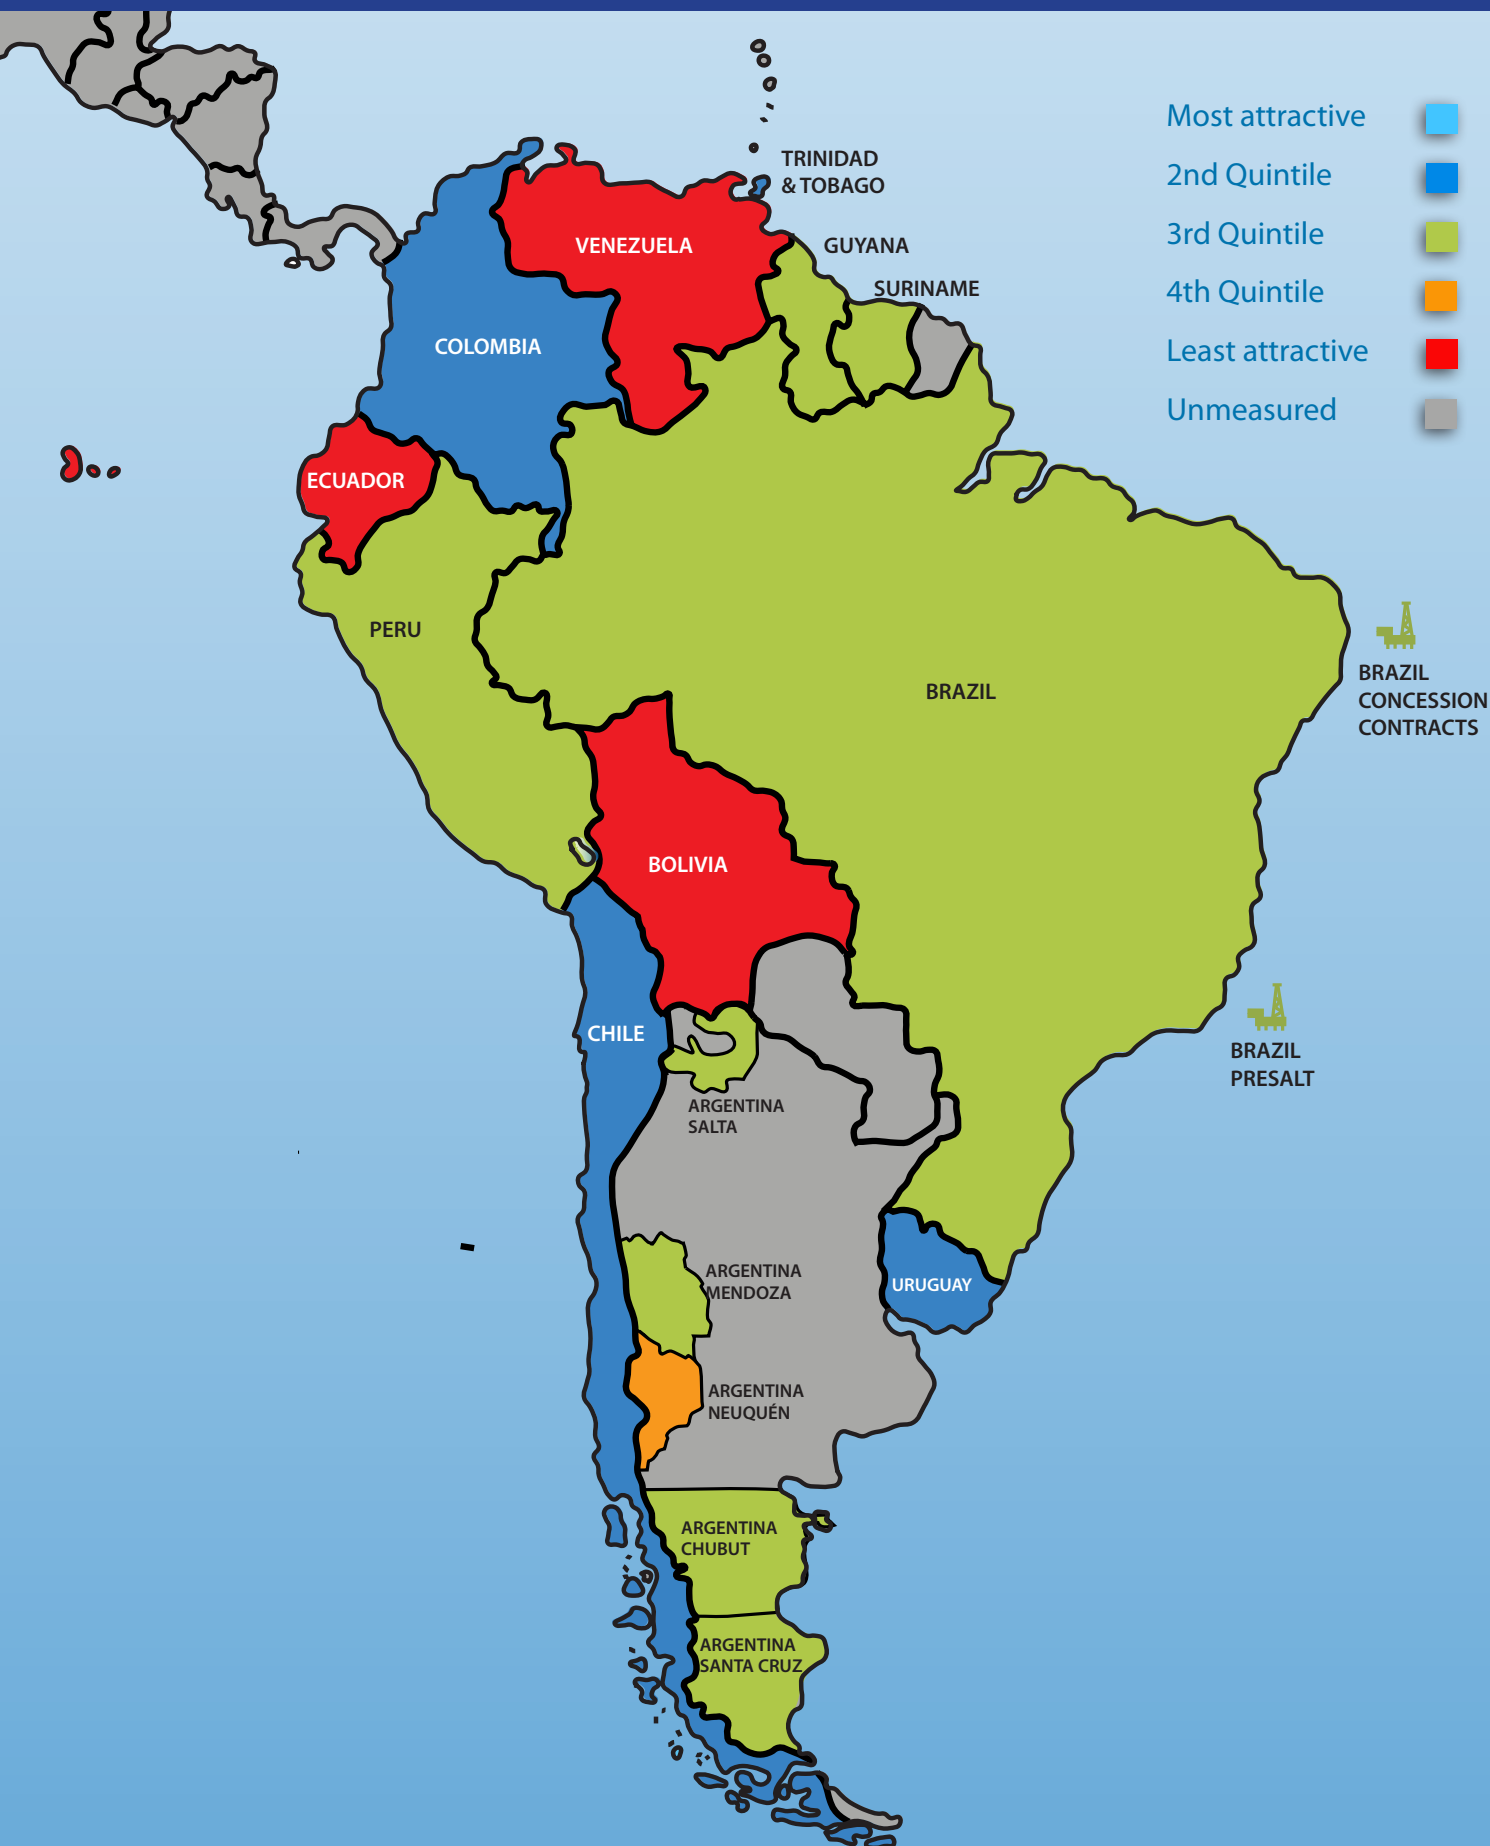 Most attractive
2nd Quintile
3rd Quintile
4th Quintile
Least attractive
Unmeasured
TRINIDAD
& TOBAGO
VENEZUELA
GUYANA
SURINAME
COLOMBIA
ECUADOR
PERU
BRAZIL
BRAZIL
CONCESSION
CONTRACTS
BOLIVIA
CHILE
BRAZIL
PRESALT
ARGENTINA
SALTA
ARGENTINA
MENDOZA
URUGUAY
ARGENTINA
NEUQUÉN
ARGENTINA
CHUBUT
ARGENTINA
SANTA CRUZ